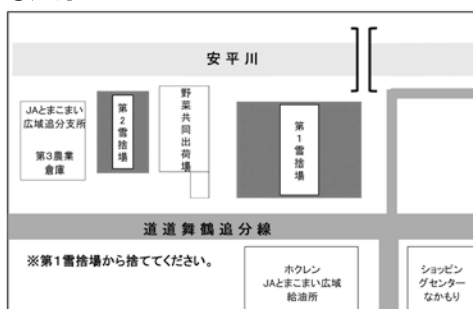 安平川
JAとまこまい
広域追分支所
第3農業
倉庫
第2雪捨場
野菜共同出荷場
第1雪捨場
道道舞鶴追分線
※第1雪捨場から捨ててください。
ホクレン
JAとまこまい広域
給油所
ショッピン
グセンター
なかもり